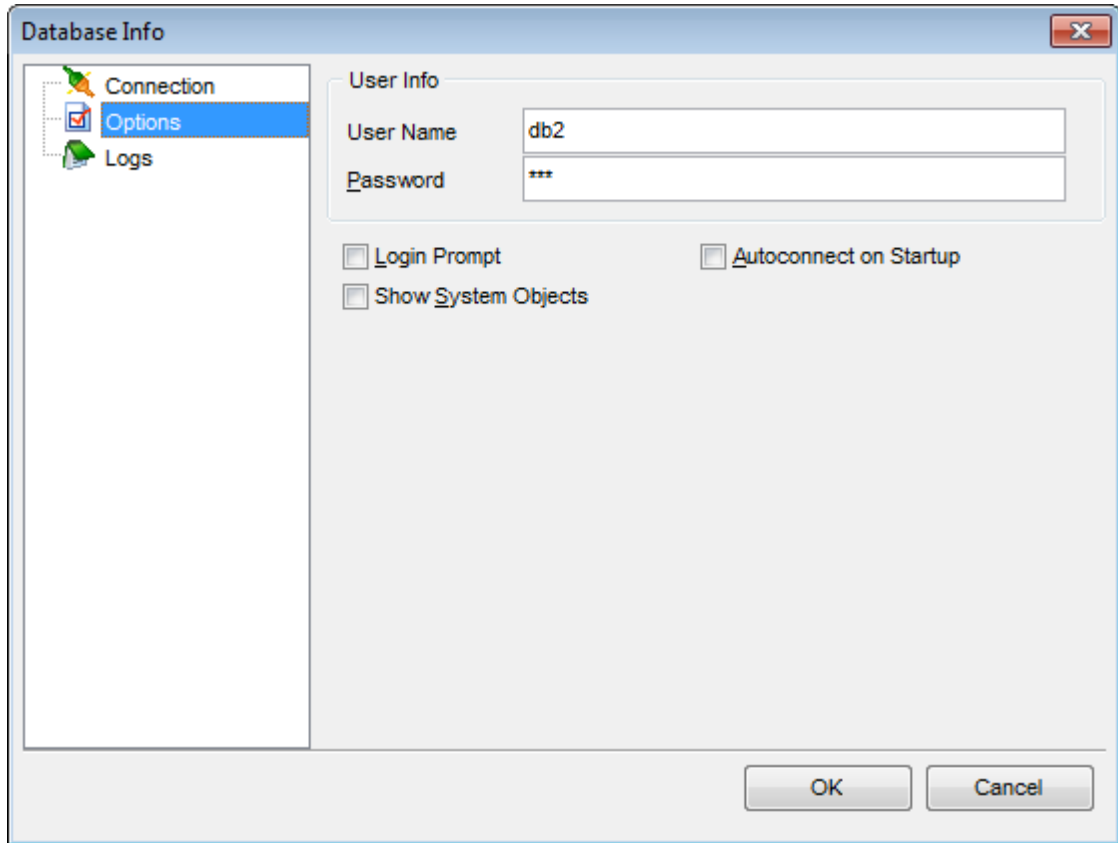 Database Info
Connection
Options
Logs
User Info
User Name db2
Password ***
Login Prompt Autoconnect on Startup
Show System Objects
OK Cancel